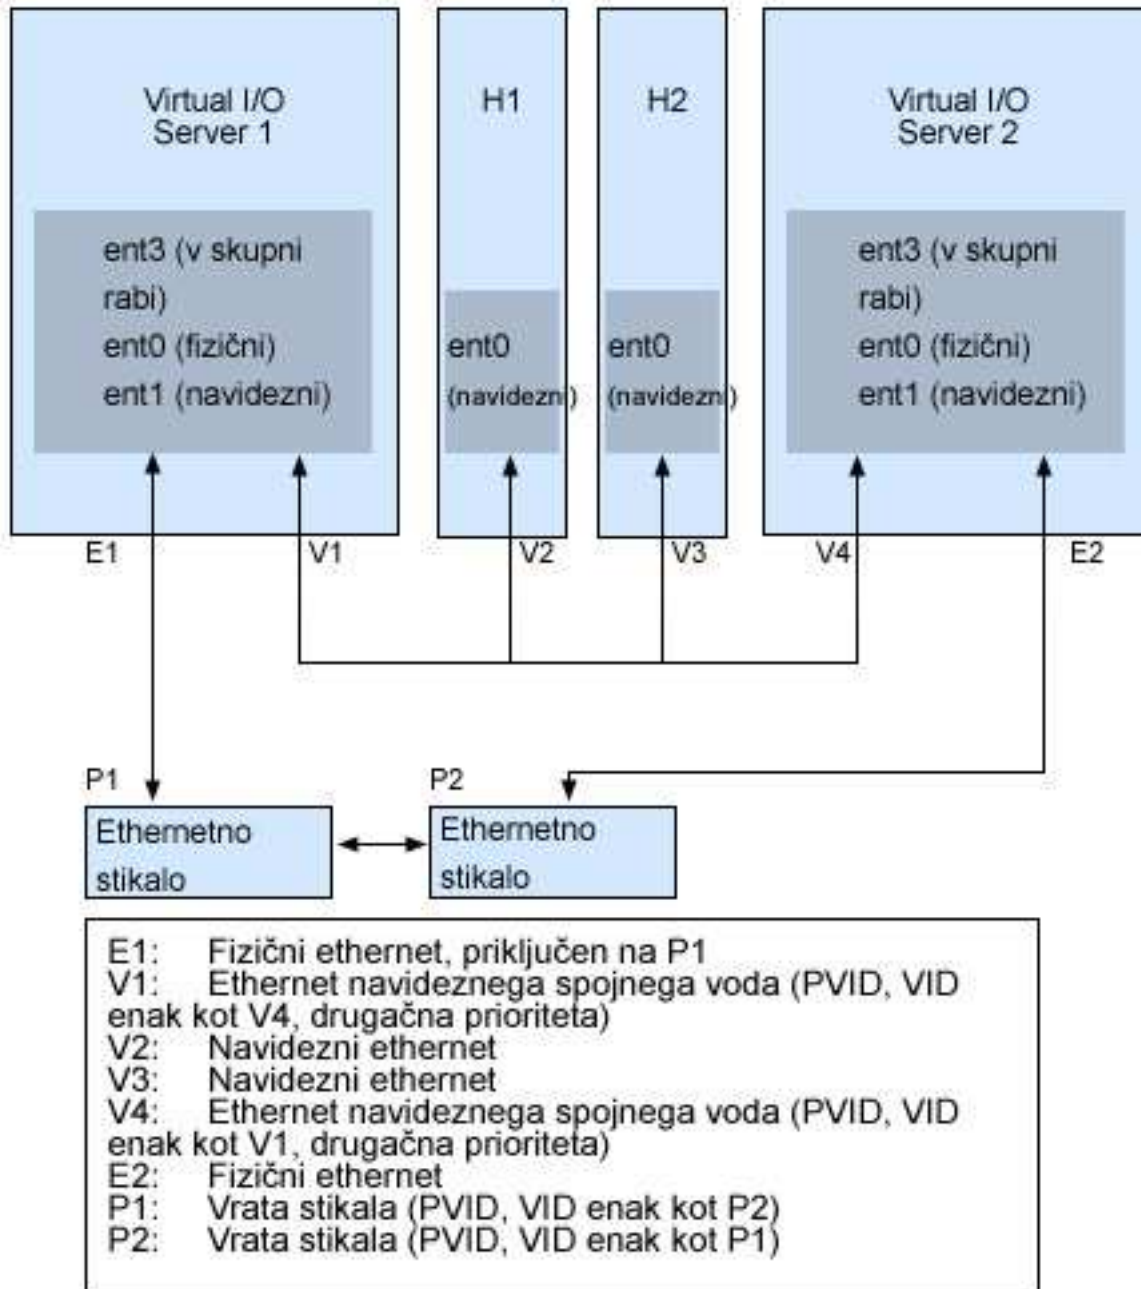 Virtual I/O
Server 1
H1
H2
Virtual I/O
Server 2
ent3 (v skupni
rabi)
ent0 (fizični)
ent1 (navidezni)
ent0
(navidezni)
ent0
(navidezni)
ent3 (v skupni
rabi)
ent0 (fizični)
ent1 (navidezni)
E1
V1
V2
V3
V4
E2
P1
P2
Ethernetno
stikalo
Ethernetno
stikalo
E1: Fizični ethernet, priključen na P1
V1: Ethernet navideznega spojnega voda (PVID, VID
enak kot V4, drugačna prioriteta)
V2: Navidezni ethernet
V3: Navidezni ethernet
V4: Ethernet navideznega spojnega voda (PVID, VID
enak kot V1, drugačna prioriteta)
E2: Fizični ethernet
P1: Vrata stikala (PVID, VID enak kot P2)
P2: Vrata stikala (PVID, VID enak kot P1)